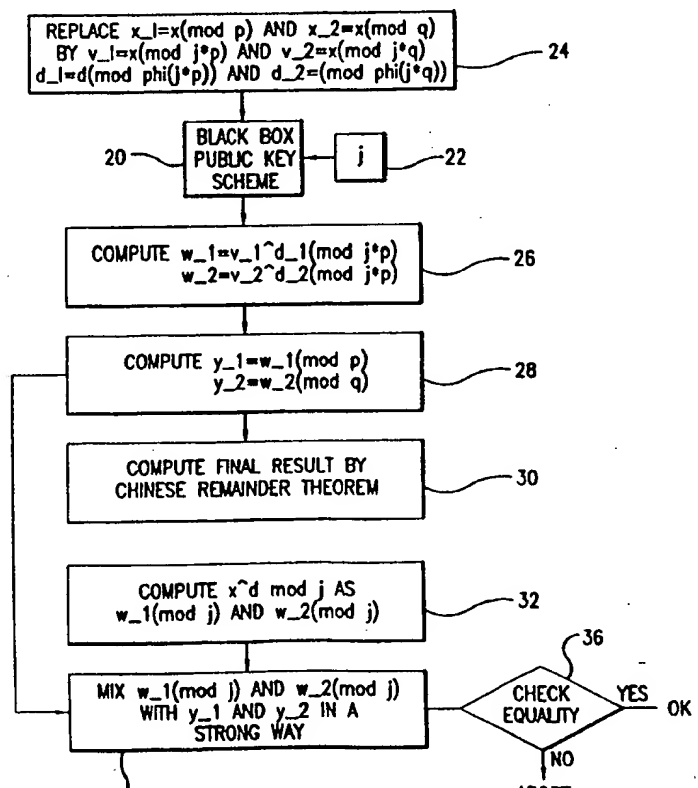 REPLACE x_1=x(mod p) AND x_2=x(mod q)
BY v_1=x(mod j*p) AND v_2=x(mod j*q)
d_1=d(mod phi(j*p)) AND d_2=(mod phi(j*q))
24
20
BLACK BOX
PUBLIC KEY
SCHEME
j
22
COMPUTE w_1=v_1^d_1(mod j*p)
w_2=v_2^d_2(mod j*p)
26
COMPUTE y_1=w_1(mod p)
y_2=w_2(mod q)
28
COMPUTE FINAL RESULT BY
CHINESE REMAINDER THEOREM
30
COMPUTE x^d mod j AS
w_1(mod j) AND w_2(mod j)
32
MIX w_1(mod j) AND w_2(mod j)
WITH y_1 AND y_2 IN A
STRONG WAY
36
CHECK
EQUALITY
YES
OK
NO